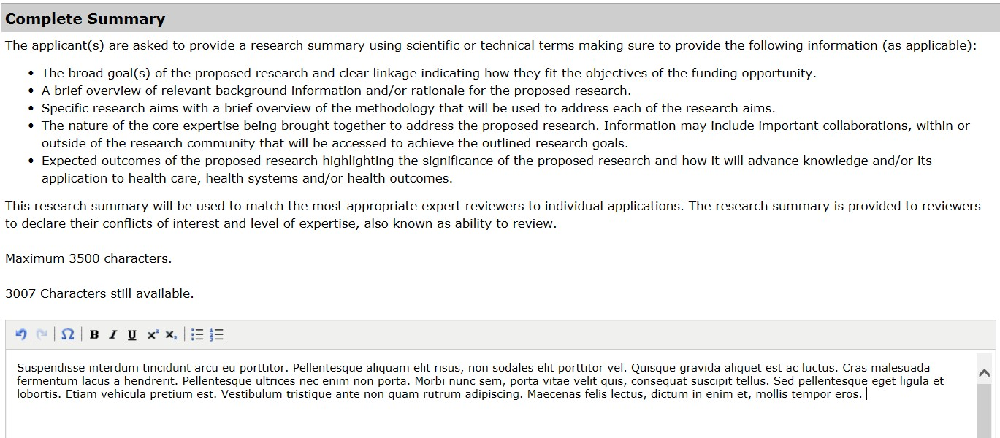 Complete Summary
The applicant(s) are asked to provide a research summary using scientific or technical terms making sure to provide the following information (as applicable):
• The broad goal(s) of the proposed research and clear linkage indicating how they fit the objectives of the funding opportunity.
• A brief overview of relevant background information and/or rationale for the proposed research.
• Specific research aims with a brief overview of the methodology that will be used to address each of the research aims.
• The nature of the core expertise being brought together to address the proposed research. Information may include important collaborations, within or
outside of the research community that will be accessed to achieve the outlined research goals.
• Expected outcomes of the proposed research highlighting the significance of the proposed research and how it will advance knowledge and/or its
application to health care, health systems and/or health outcomes.
This research summary will be used to match the most appropriate expert reviewers to individual applications. The research summary is provided to reviewers
to declare their conflicts of interest and level of expertise, also known as ability to review.
Maximum 3500 characters.
3007 Characters still available.
Ω B I U x² x₂
Suspendisse interdum tincidunt arcu eu porttitor. Pellentesque aliquam elit risus, non sodales elit porttitor vel. Quisque gravida aliquet est ac luctus. Cras malesuada
fermentum lacus a hendrerit. Pellentesque ultrices nec enim non porta. Morbi nunc sem, porta vitae velit quis, consequat suscipit tellus. Sed pellentesque eget ligula et
lobortis. Etiam vehicula pretium est. Vestibulum tristique ante non quam rutrum adipiscing. Maecenas felis lectus, dictum in enim et, mollis tempor eros.